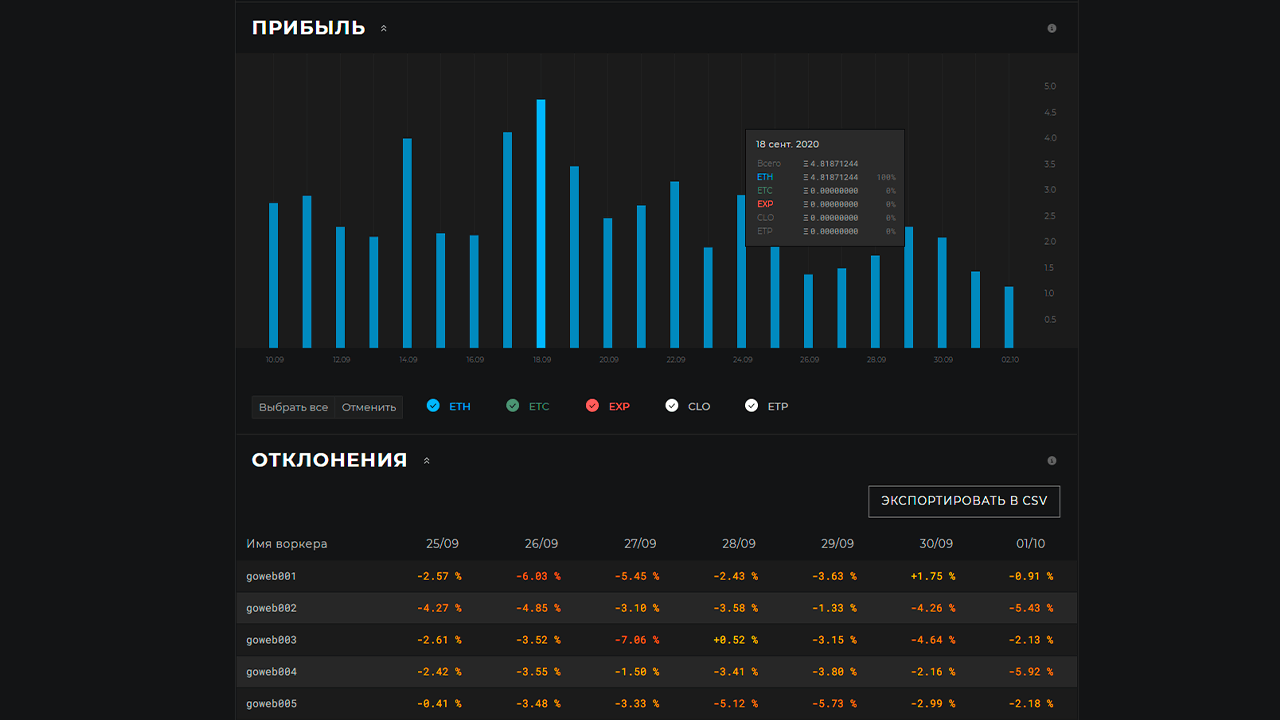 ПРИБЫЛЬ
5.0
4.5
4.0
3.5
3.0
2.5
2.0
1.5
1.0
0.5
18 сент. 2020
Всего Ξ 4.81871244
ETH Ξ 4.81871244 100%
ETC Ξ 0.00000000 0%
EXP Ξ 0.00000000 0%
CLO Ξ 0.00000000 0%
ETP Ξ 0.00000000 0%
10.09 12.09 14.09 16.09 18.09 20.09 22.09 24.09 26.09 28.09 30.09 02.10
Выбрать все Отменить ETH ETC EXP CLO ETP
ОТКЛОНЕНИЯ
ЭКСПОРТИРОВАТЬ В CSV
Имя воркера 25/09 26/09 27/09 28/09 29/09 30/09 01/10
goweb001 -2.57 % -6.03 % -5.45 % -2.43 % -3.63 % +1.75 % -0.91 %
goweb002 -4.27 % -4.85 % -3.10 % -3.58 % -1.33 % -4.26 % -5.43 %
goweb003 -2.61 % -3.52 % -7.06 % +0.52 % -3.15 % -4.64 % -2.13 %
goweb004 -2.42 % -3.55 % -1.50 % -3.41 % -3.80 % -2.16 % -5.92 %
goweb005 -0.41 % -3.48 % -3.33 % -5.12 % -5.73 % -2.99 % -2.18 %